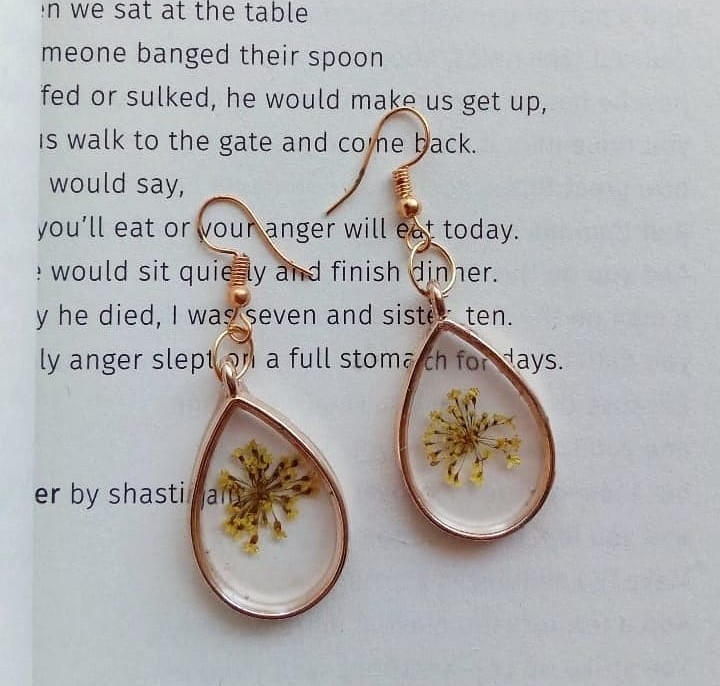 en we sat at the table
meone banged their spoon
fed or sulked, he would make us get up,
us walk to the gate and come back.
would say,
you'll eat or your anger will eat today.
e would sit quietly and finish dinner.
y he died, I was seven and sister ten.
ly anger slept on a full stomach for days.
er by shasti